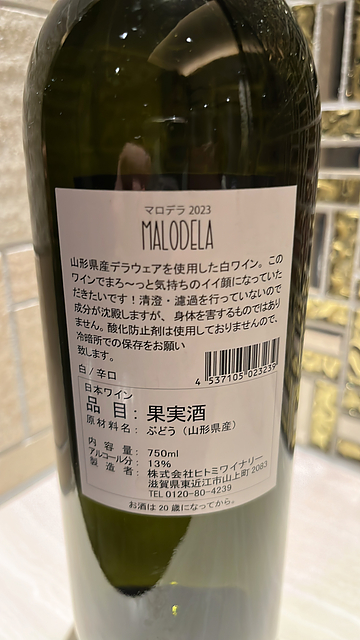 マロデラ 2023
MALODELA
山形県産デラウェアを使用した白ワイン。この
ワインでまろ〜っと気持ちのイイ顔になっていた
だきたいです！清澄・濾過を行っていないので
成分が沈殿しますが、身体を害するものではあり
ません。酸化防止剤は使用しておりませんので、
冷暗所での保存をお願い
致します。
白 / 辛口
4 537105 023239
日本ワイン
品 目： 果実酒
原材料名： ぶどう（山形県産）
内 容 量： 750ml
アルコール分： 13%
製 造 者： 株式会社ヒトミワイナリー
滋賀県東近江市山上町 2083
TEL 0120-80-4239
お酒は 20 歳になってから。